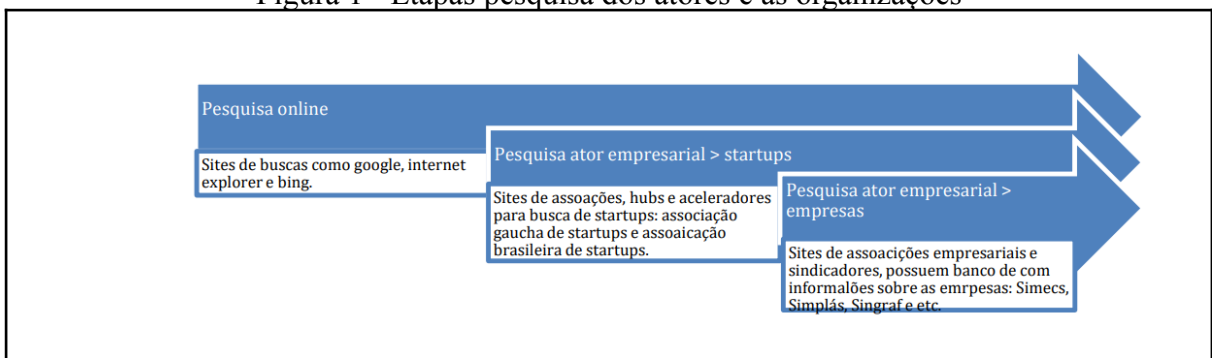 Figura 1 - Etapas pesquisa dos atores e as organizações
Pesquisa online
Sites de buscas como google, internet
explorer e bing.
Pesquisa ator empresarial > startups
Sites de assoações, hubs e aceleradores
para busca de startups: associação
gaucha de startups e assoaicação
brasileira de startups.
Pesquisa ator empresarial >
empresas
Sites de assoacições empresariais e
sindicadores, possuem banco de com
informalões sobre as emrpesas: Simecs,
Simplás, Singraf e etc.